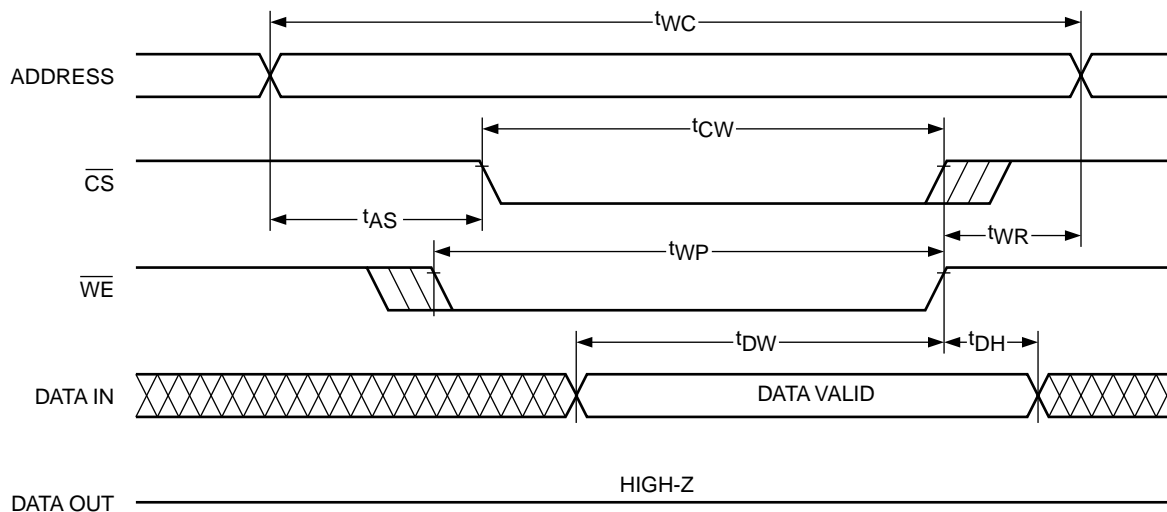 tWC
ADDRESS
tCW
CS
tAS
tWR
tWP
WE
tDW
tDH
DATA IN
DATA VALID
HIGH-Z
DATA OUT